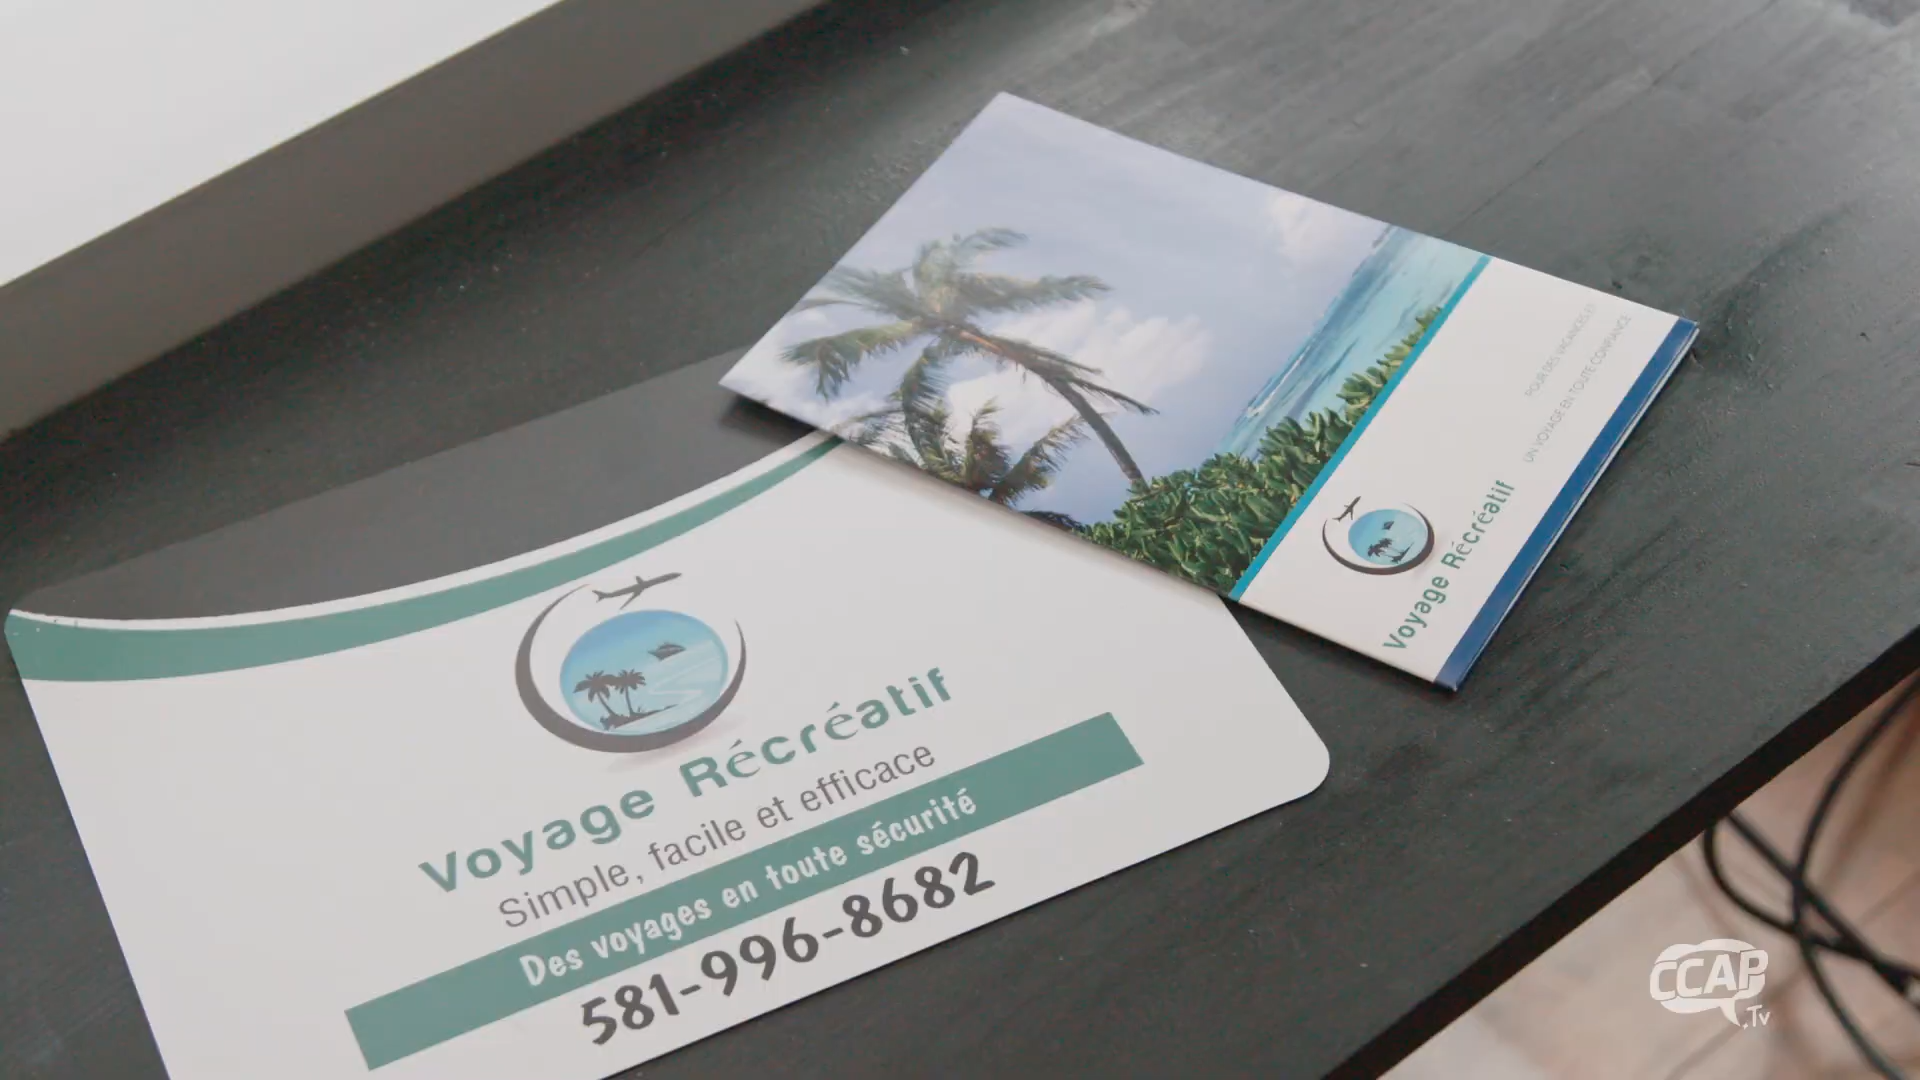 POUR DES VACANCES ET
UN VOYAGE EN TOUTE CONFIANCE
Voyage Récréatif
Voyage Récréatif
Simple, facile et efficace
Des voyages en toute sécurité
581-996-8682
CCAP
.Tv